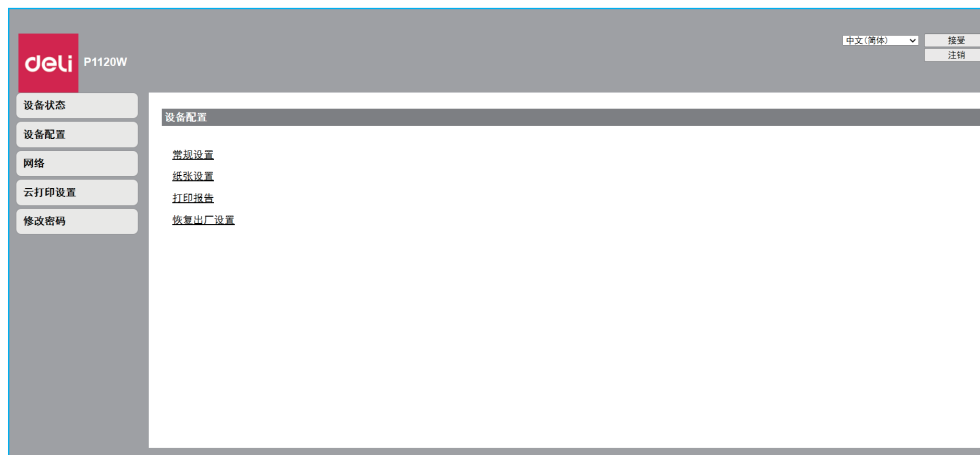 中文(简体)
接受
注销
deli P1120W
设备状态
设备配置
网络
云打印设置
修改密码
设备配置
常规设置
纸张设置
打印报告
恢复出厂设置